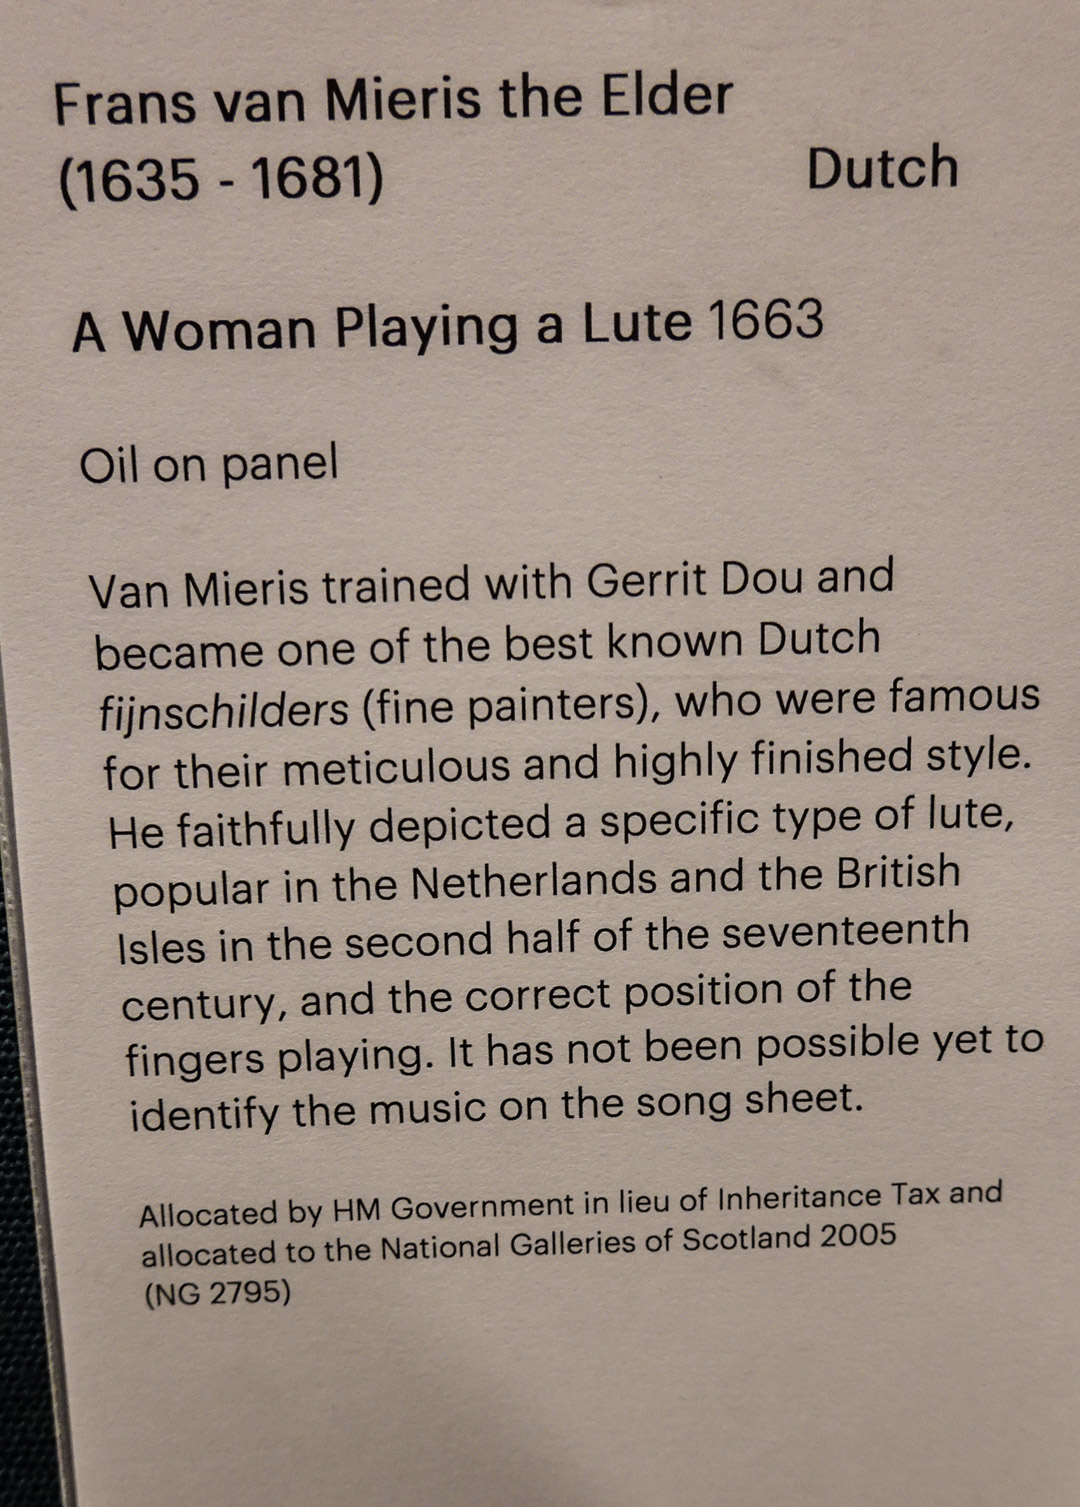 Frans van Mieris the Elder
(1635 - 1681) Dutch
A Woman Playing a Lute 1663
Oil on panel
Van Mieris trained with Gerrit Dou and
became one of the best known Dutch
fijnschilders (fine painters), who were famous
for their meticulous and highly finished style.
He faithfully depicted a specific type of lute,
popular in the Netherlands and the British
Isles in the second half of the seventeenth
century, and the correct position of the
fingers playing. It has not been possible yet to
identify the music on the song sheet.
Allocated by HM Government in lieu of Inheritance Tax and
allocated to the National Galleries of Scotland 2005
(NG 2795)